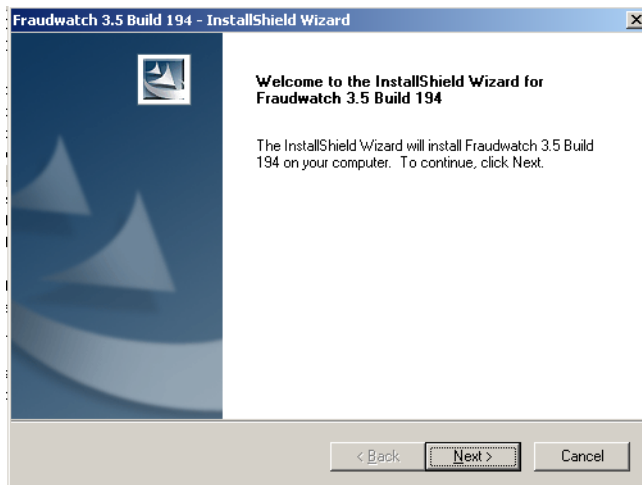 Fraudwatch 3.5 Build 194 - InstallShield Wizard
Welcome to the InstallShield Wizard for
Fraudwatch 3.5 Build 194
The InstallShield Wizard will install Fraudwatch 3.5 Build
194 on your computer.  To continue, click Next.
< Back
Next >
Cancel